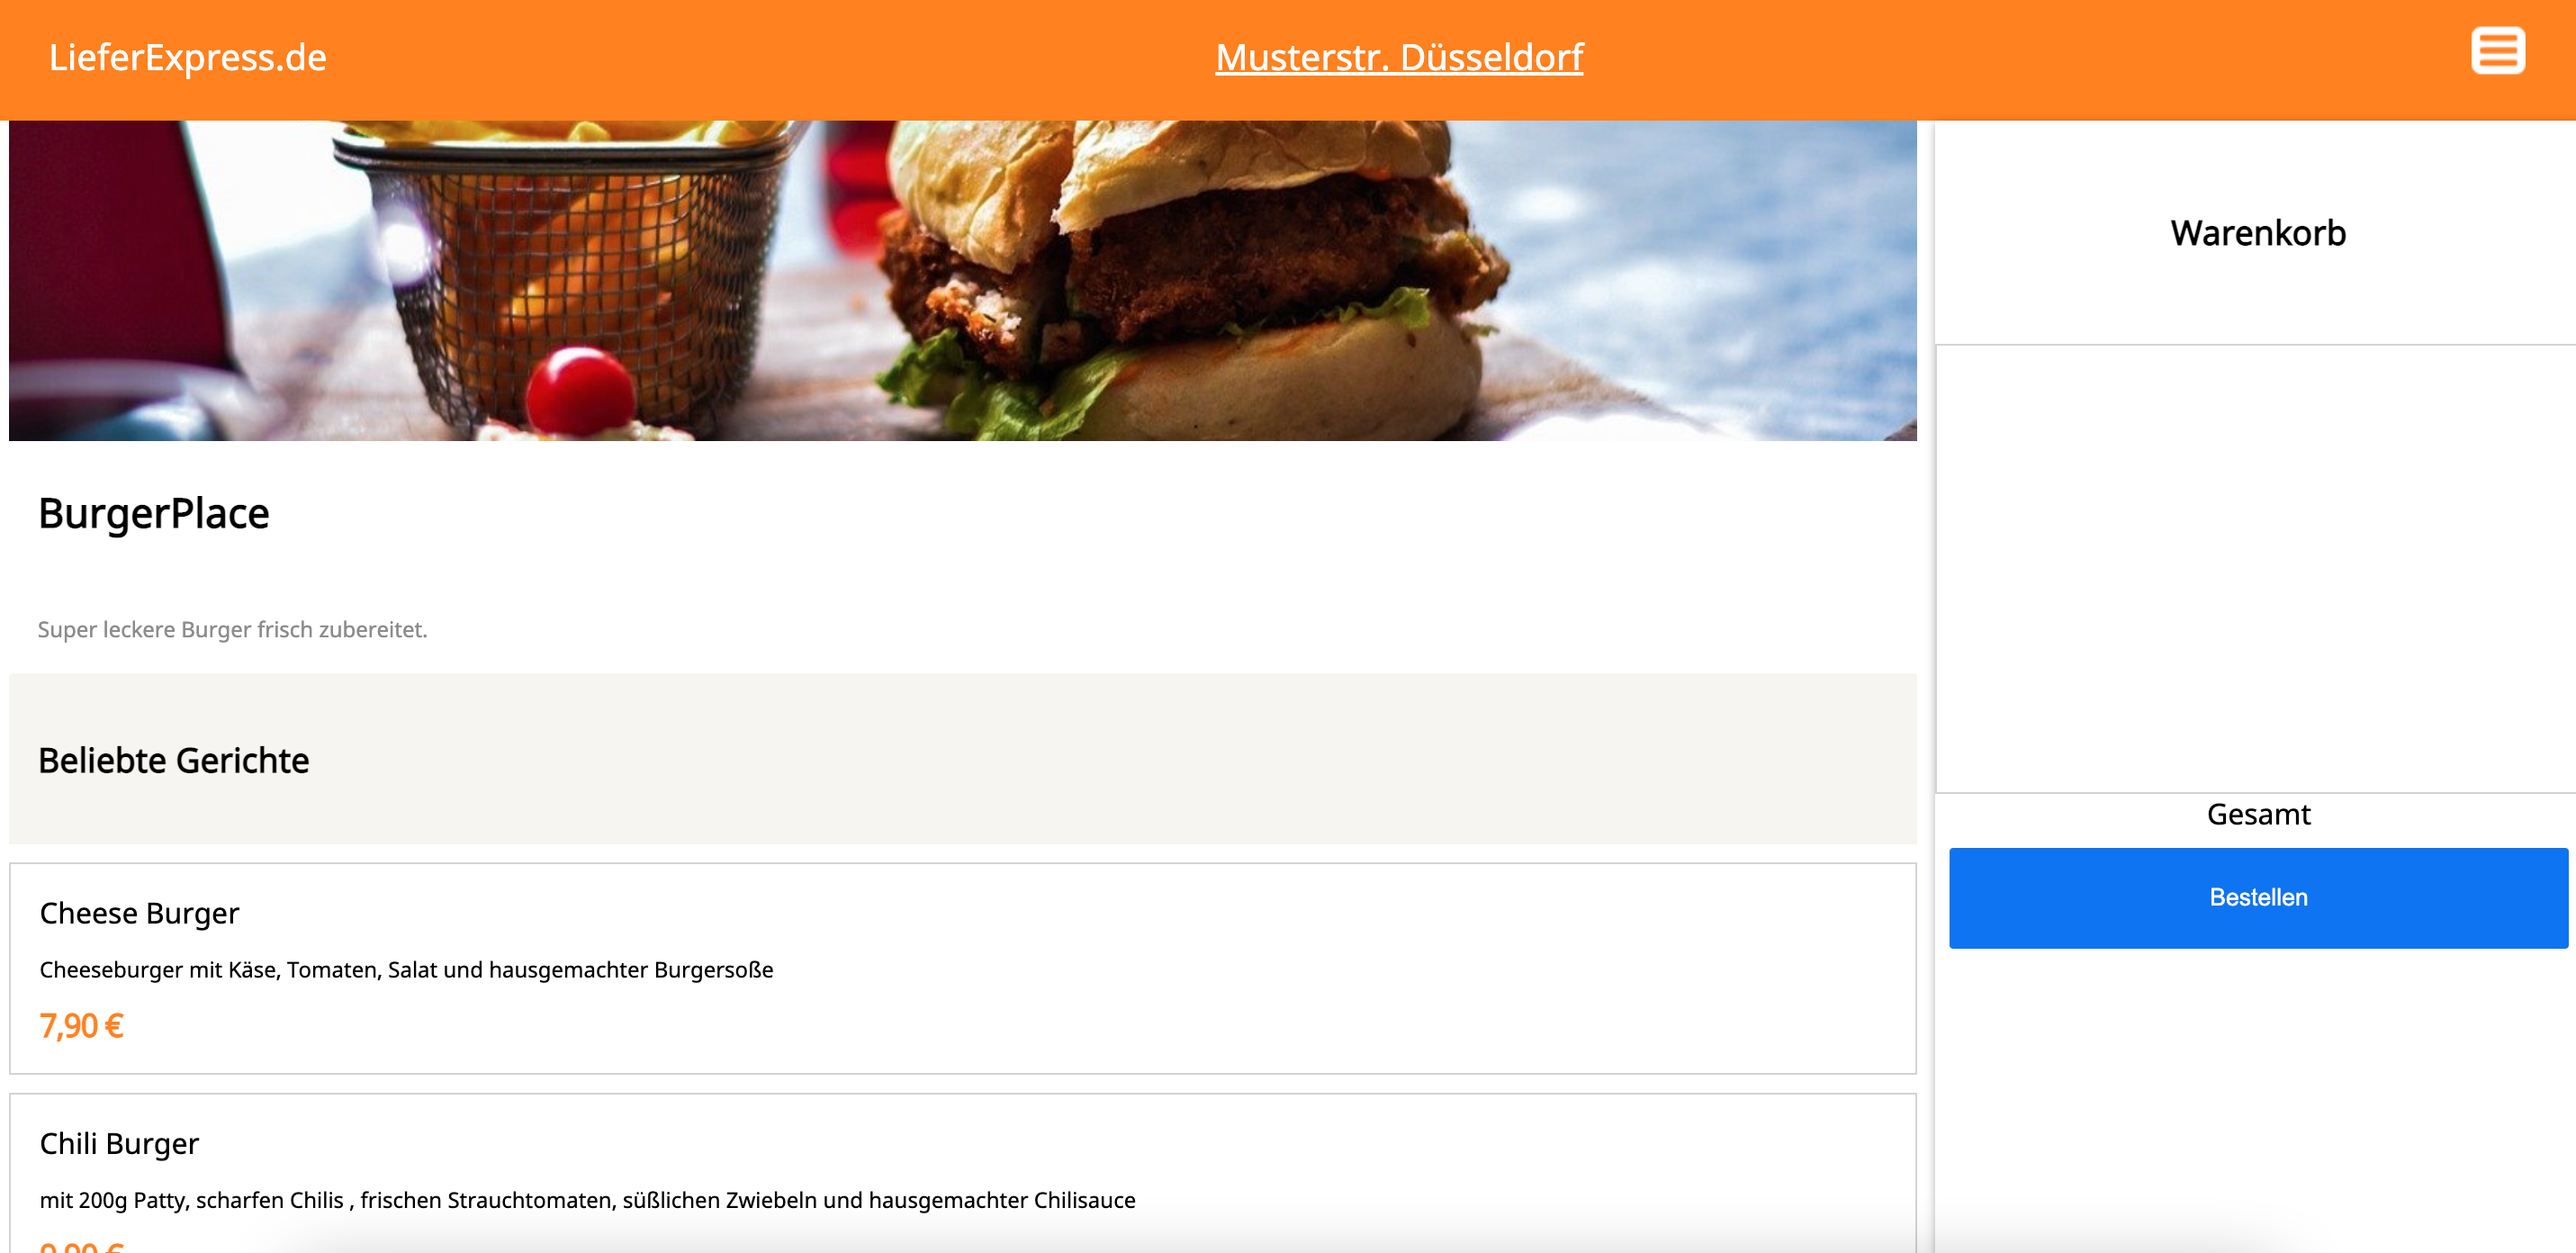 LieferExpress.de
Musterstr. Düsseldorf
BurgerPlace
Super leckere Burger frisch zubereitet.
Beliebte Gerichte
Cheese Burger
Cheeseburger mit Käse, Tomaten, Salat und hausgemachter Burgersoße
7,90 €
Chili Burger
mit 200g Patty, scharfen Chilis , frischen Strauchtomaten, süßlichen Zwiebeln und hausgemachter Chilisauce
Warenkorb
Gesamt
Bestellen